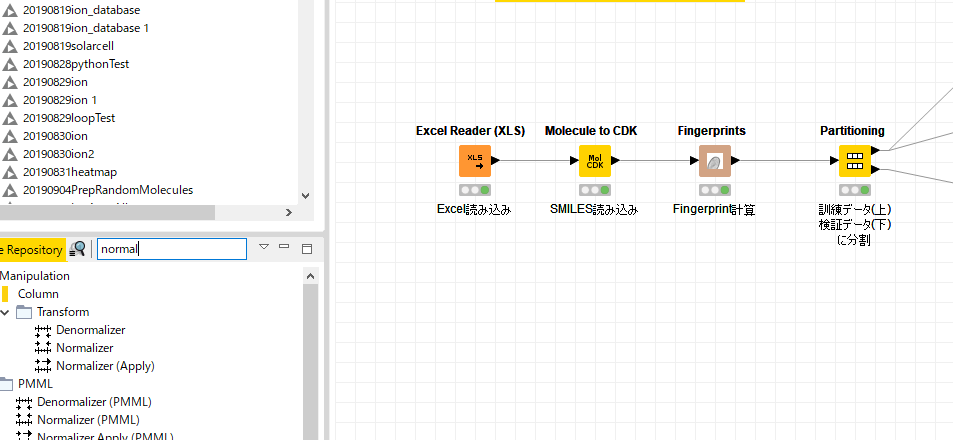 20190819ion_database
20190819ion_database 1
20190819solarcell
20190828pythonTest
20190829ion
20190829ion 1
20190829loopTest
20190830ion
20190830ion2
20190831heatmap
20190904PrepRandomMolecules
e Repository
normal
Manipulation
Column
Transform
Denormalizer
Normalizer
Normalizer (Apply)
PMML
Denormalizer (PMML)
Normalizer (PMML)
Normalizer Apply (PMML)
Excel Reader (XLS)
Molecule to CDK
Fingerprints
Partitioning
XLS
Mol
CDK
Excel読み込み
SMILES読み込み
Fingerprint計算
訓練データ(上)
検証データ(下)
に分割